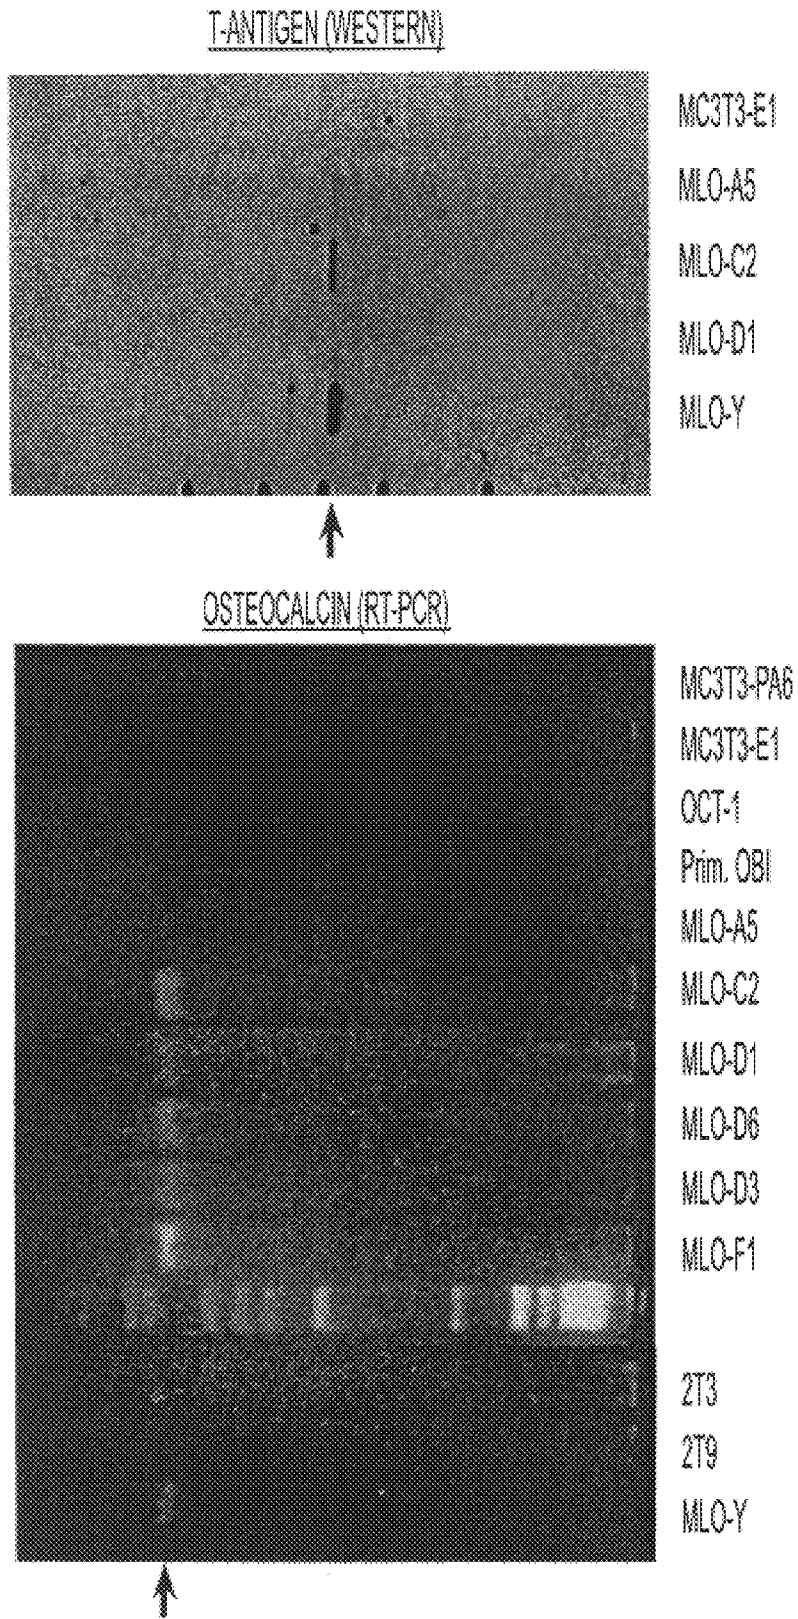 T-ANTIGEN (WESTERN)
MC3T3-E1
MLO-A5
MLO-C2
MLO-D1
MLO-Y
OSTEOCALCIN (RT-PCR)
MC3T3-PA6
MC3T3-E1
OCT-1
Prim. OBl
MLO-A5
MLO-C2
MLO-D1
MLO-D6
MLO-D3
MLO-F1
2T3
2T9
MLO-Y